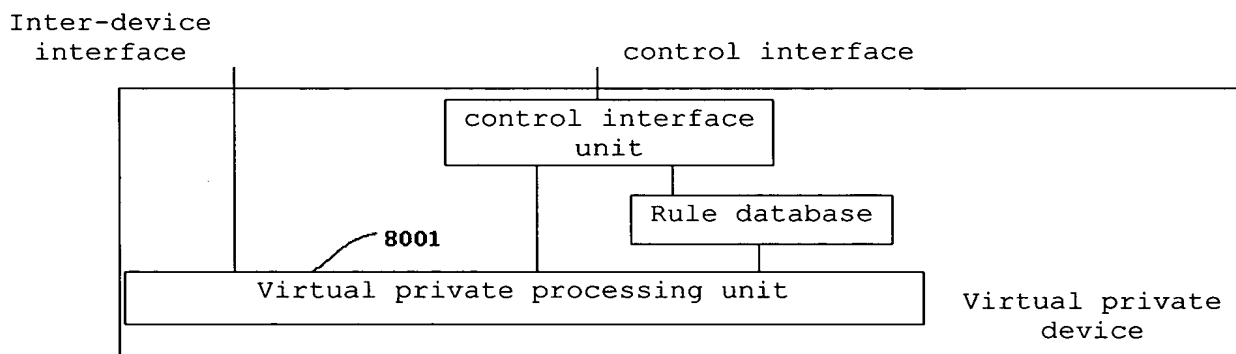 Inter-device
interface
control interface
control interface
unit
Rule database
8001
Virtual private processing unit
Virtual private
device